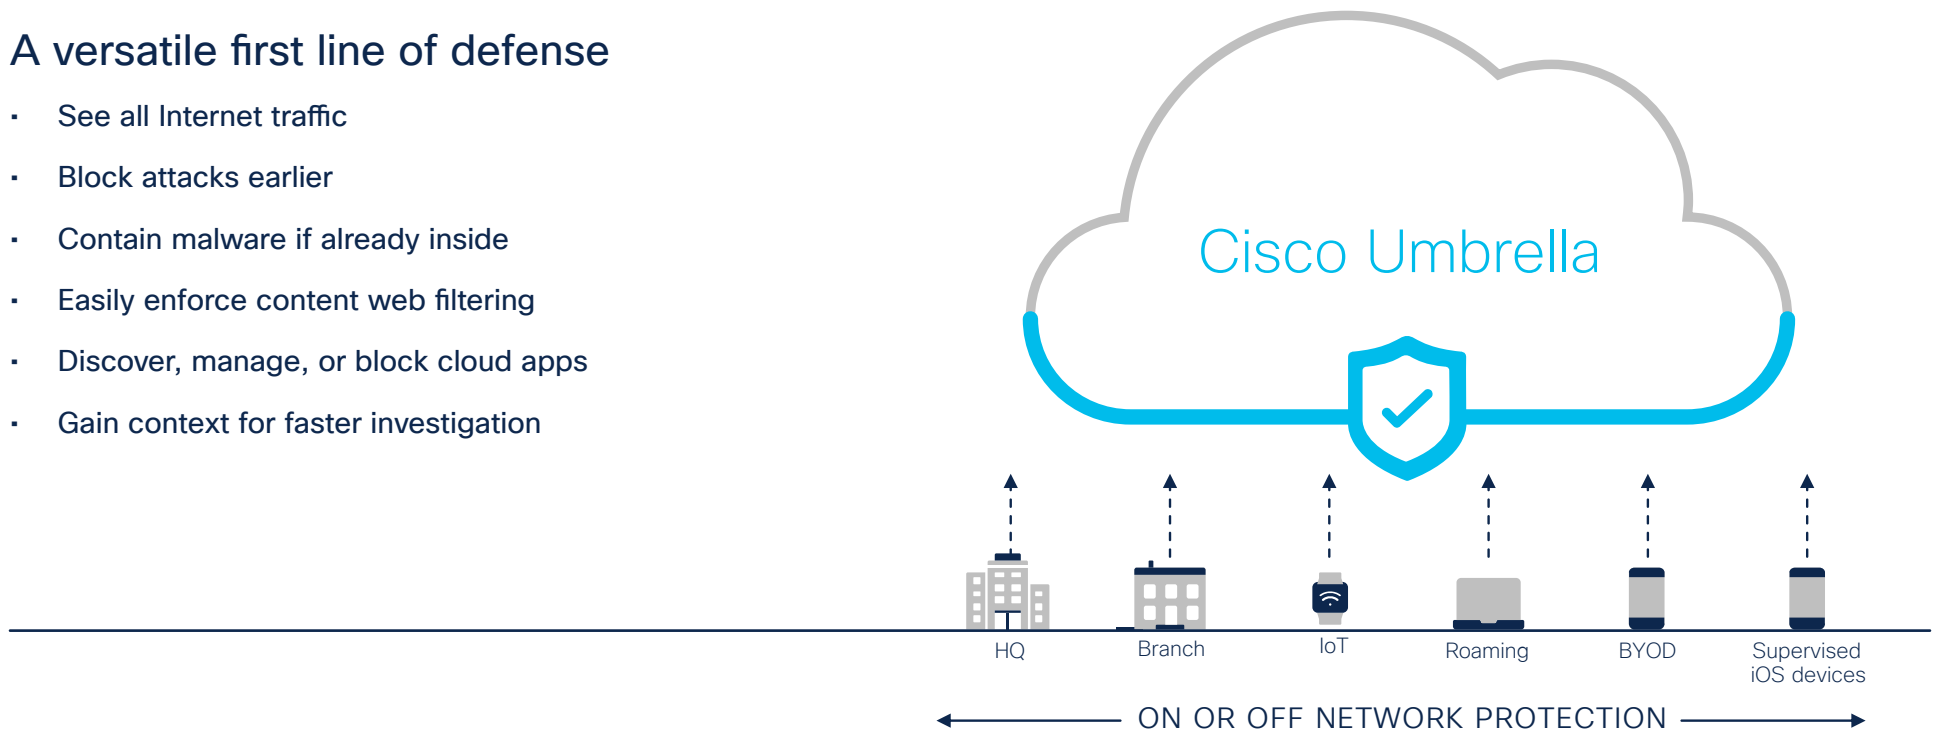 A versatile first line of defense
▪ See all Internet traffic
▪ Block attacks earlier
▪ Contain malware if already inside
▪ Easily enforce content web filtering
▪ Discover, manage, or block cloud apps
▪ Gain context for faster investigation
Cisco Umbrella
HQ
Branch
IoT
Roaming
BYOD
Supervised
iOS devices
ON OR OFF NETWORK PROTECTION